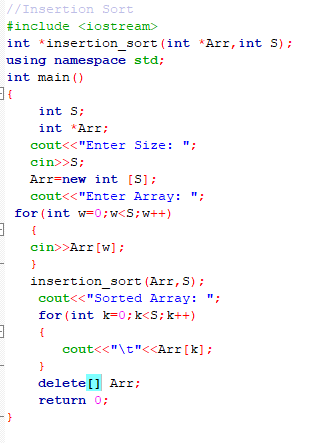 //Insertion Sort
#include <iostream>
int *insertion_sort(int *Arr,int S);
using namespace std;
int main()
{
int S;
int *Arr;
cout<<"Enter Size: ";
cin>>S;
Arr=new int [S];
cout<<"Enter Array: ";
for(int w=0;w<S;w++)
{
cin>>Arr[w];
}
insertion_sort(Arr,S);
cout<<"Sorted Array: ";
for(int k=0;k<S;k++)
{
cout<<"\t"<<Arr[k];
}
delete[] Arr;
return 0;
}